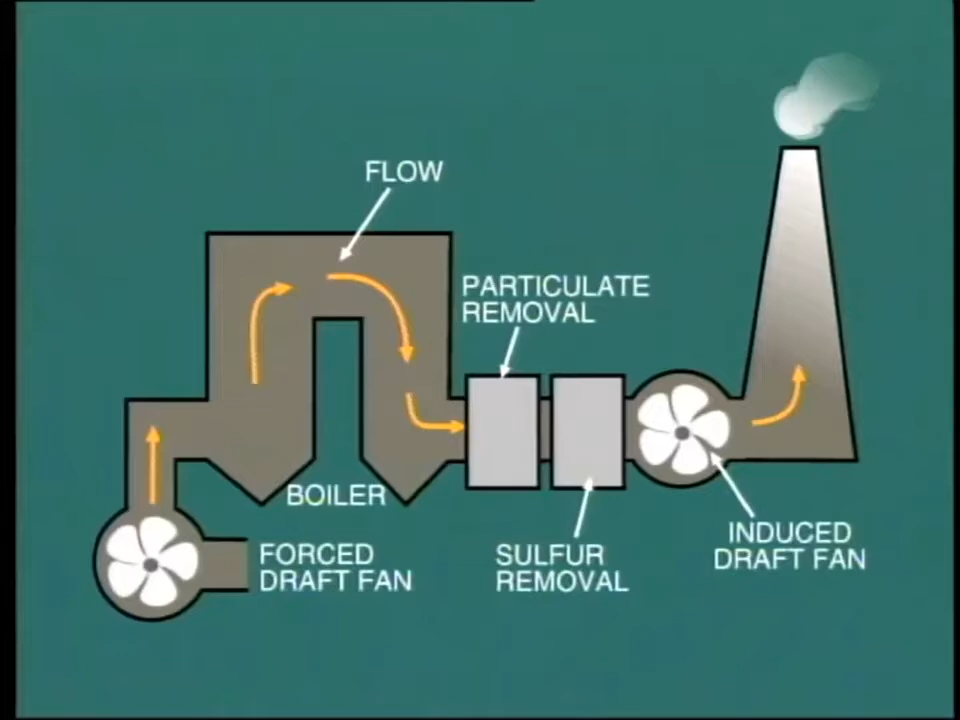 FLOW
PARTICULATE
REMOVAL
BOILER
FORCED
DRAFT FAN
SULFUR
REMOVAL
INDUCED
DRAFT FAN